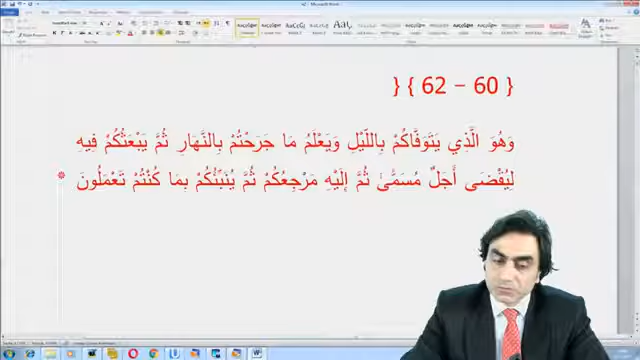 { 60 – 62 } {
وَهُوَ الَّذِي يَتَوَفَّاكُمْ بِاللَّيْلِ وَيَعْلَمُ مَا جَرَحْتُمْ بِالنَّهَارِ ثُمَّ يَبْعَثُكُمْ فِيهِ
لِيُقْضَى أَجَلٌ مُسَمًّى ثُمَّ إِلَيْهِ مَرْجِعُكُمْ ثُمَّ يُنَبِّئُكُمْ بِمَا كُنْتُمْ تَعْمَلُونَ *